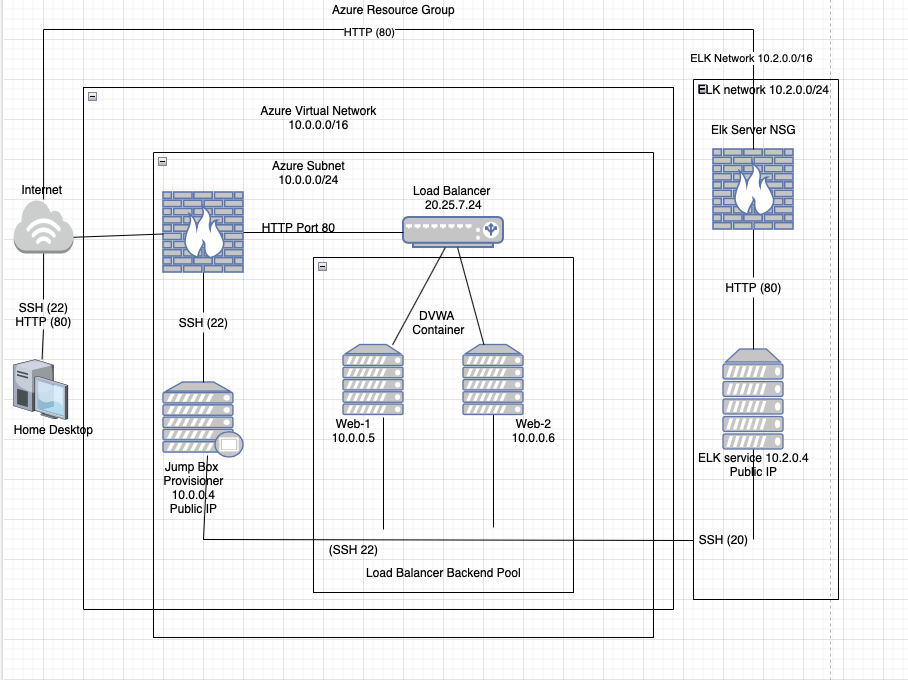 Azure Resource Group
HTTP (80)
ELK Network 10.2.0.0/16
ELK network 10.2.0.0/24
Azure Virtual Network
10.0.0.0/16
Elk Server NSG
Azure Subnet
10.0.0.0/24
Internet
Load Balancer
20.25.7.24
HTTP Port 80
HTTP (80)
SSH (22)
HTTP (80)
SSH (22)
DVWA
Container
Home Desktop
Web-1
10.0.0.5
Web-2
10.0.0.6
ELK service 10.2.0.4
Public IP
Jump Box
Provisioner
10.0.0.4
Public IP
SSH (20)
(SSH 22)
Load Balancer Backend Pool